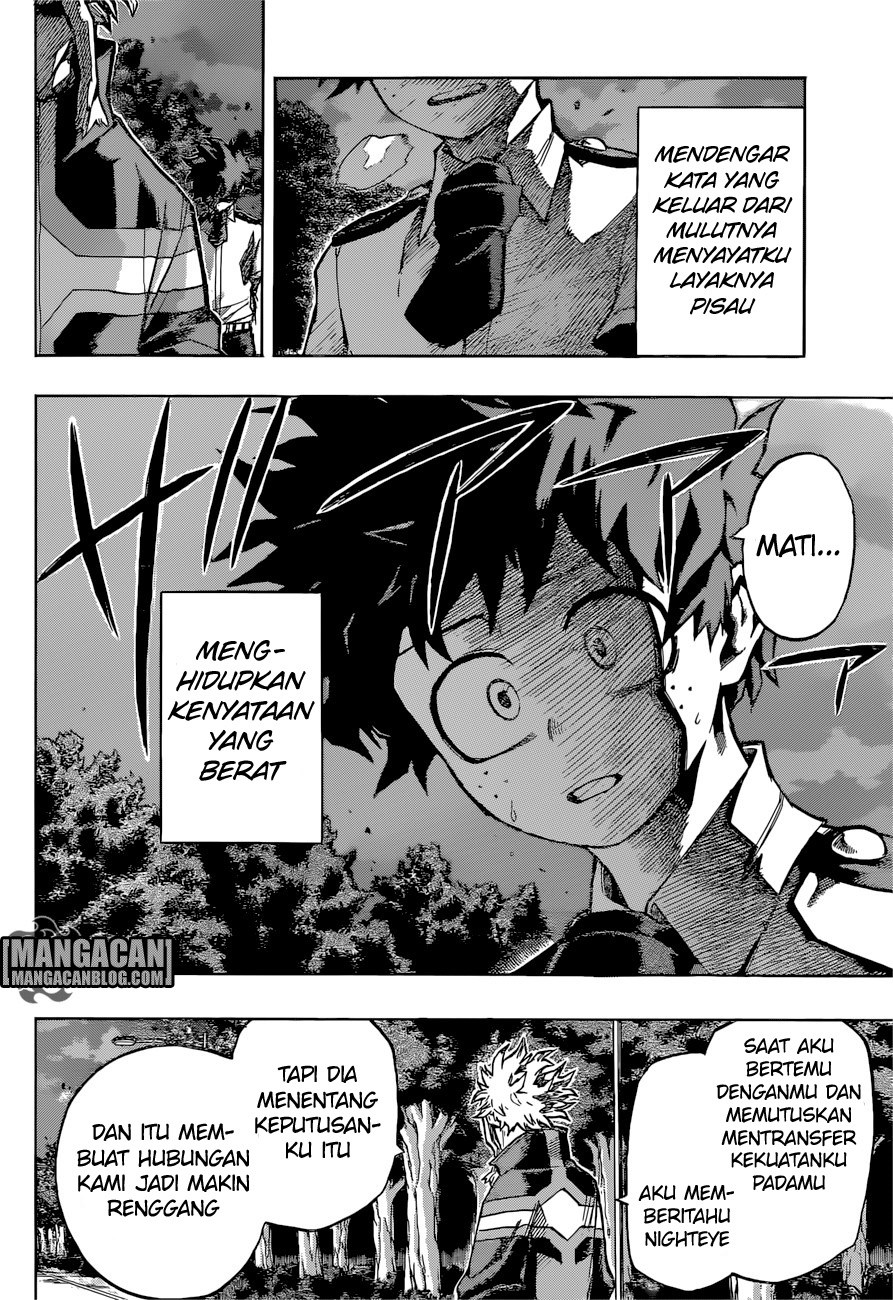 MENDENGAR
KATA YANG
KELUAR DARI
MULUTNYA
MENYAYATKU
LAYAKNYA
PISAU
MATI...
MENG-
HIDUPKAN
KENYATAAN
YANG
BERAT
MANGACAN
MANGACANBLOG.COM
SAAT AKU
BERTEMU
DENGANMU DAN
MEMUTUSKAN
MENTRANSFER
KEKUATANKU
PADAMU
AKU MEM-
BERITAHU
NIGHTEYE
TAPI DIA
MENENTANG
KEPUTUSAN-
KU ITU
DAN ITU MEM-
BUAT HUBUNGAN
KAMI JADI MAKIN
RENGGANG